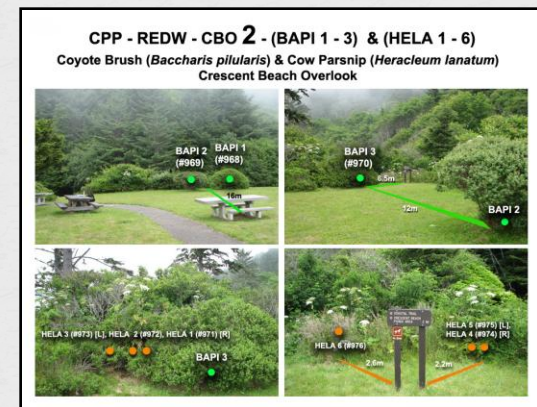 CPP - REDW - CBO 2 - (BAPI 1 - 3) & (HELA 1 - 6)
Coyote Brush (Baccharis pilularis) & Cow Parsnip (Heracleum lanatum)
Crescent Beach Overlook
BAPI 2
(#969)
BAPI 1
(#968)
16m
BAPI 3
(#970)
5.5m
12m
BAPI 2
HELA 3 (#973) [L], HELA 2 (#972), HELA 1 (#971) [R]
BAPI 3
HELA 5 (#975) [L],
HELA 4 (#974) [R]
HELA 6 (#976)
2.6m
2.2m